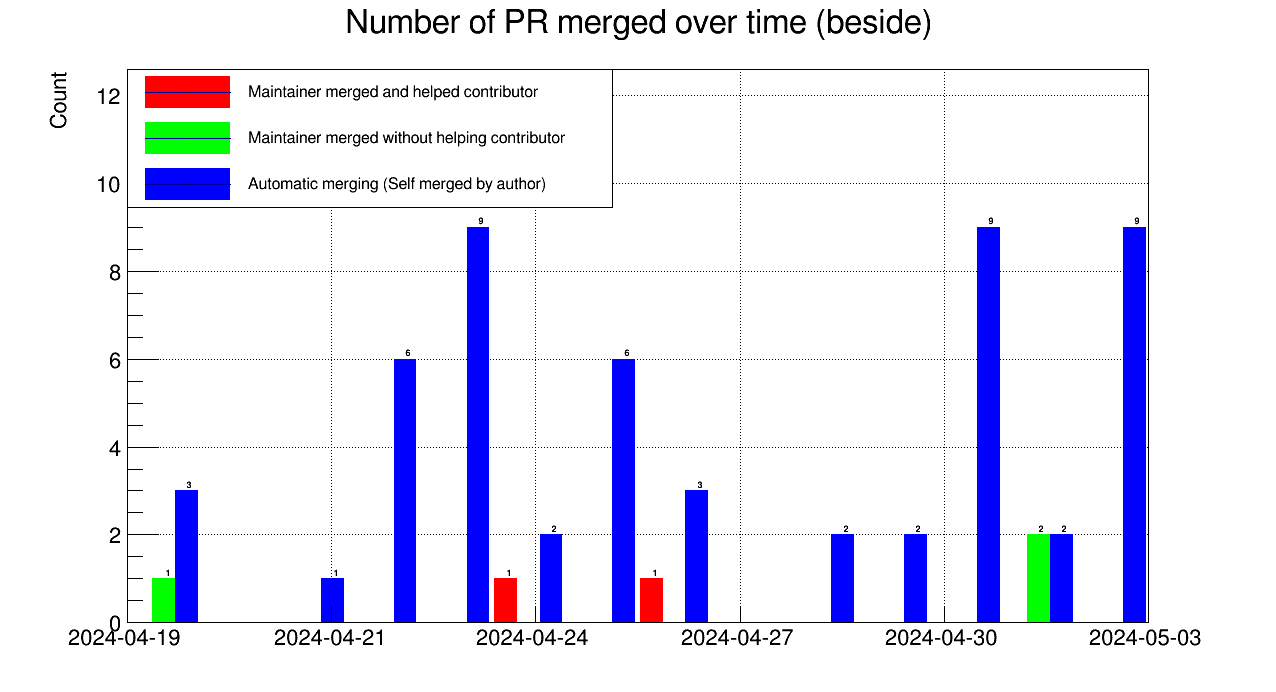 Number of PR merged over time (beside)
Count
Maintainer merged and helped contributor
Maintainer merged without helping contributor
Automatic merging (Self merged by author)
12
10
8
6
4
2
0
9 9 9
6 6
3 3
2 2 2 2 2
1 1 1 1
2024-04-19 2024-04-21 2024-04-24 2024-04-27 2024-04-30 2024-05-03